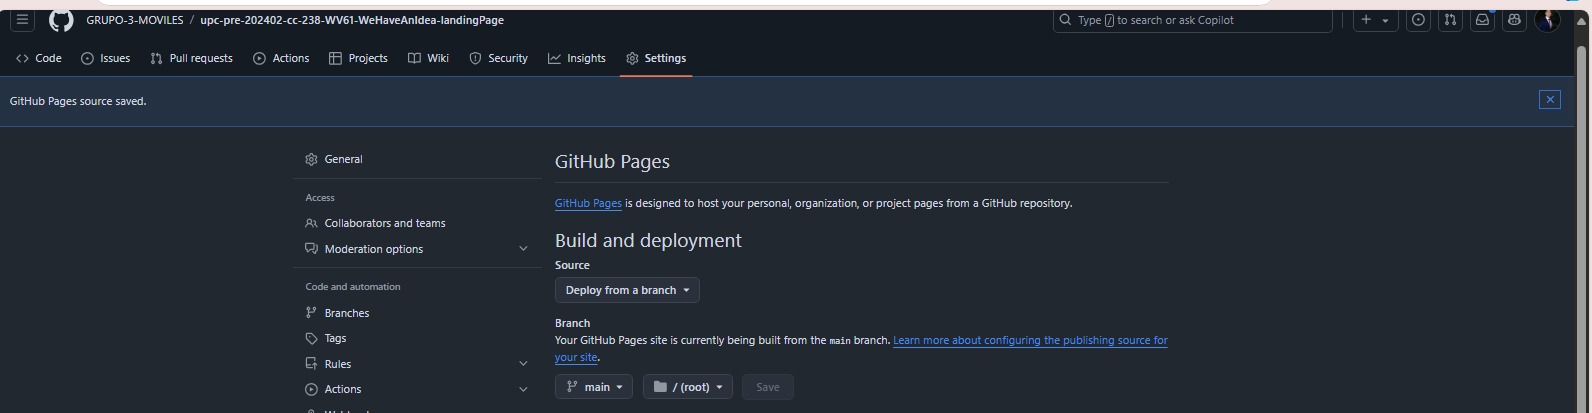 GRUPO-3-MOVILES / upc-pre-202402-cc-238-WV61-WeHaveAnIdea-landingPage
Type / to search or ask Copilot
Code Issues Pull requests Actions Projects Wiki Security Insights Settings
GitHub Pages source saved.
General
Access
Collaborators and teams
Moderation options
Code and automation
Branches
Tags
Rules
Actions
GitHub Pages
GitHub Pages is designed to host your personal, organization, or project pages from a GitHub repository.
Build and deployment
Source
Deploy from a branch
Branch
Your GitHub Pages site is currently being built from the main branch. Learn more about configuring the publishing source for
your site.
main / (root) Save